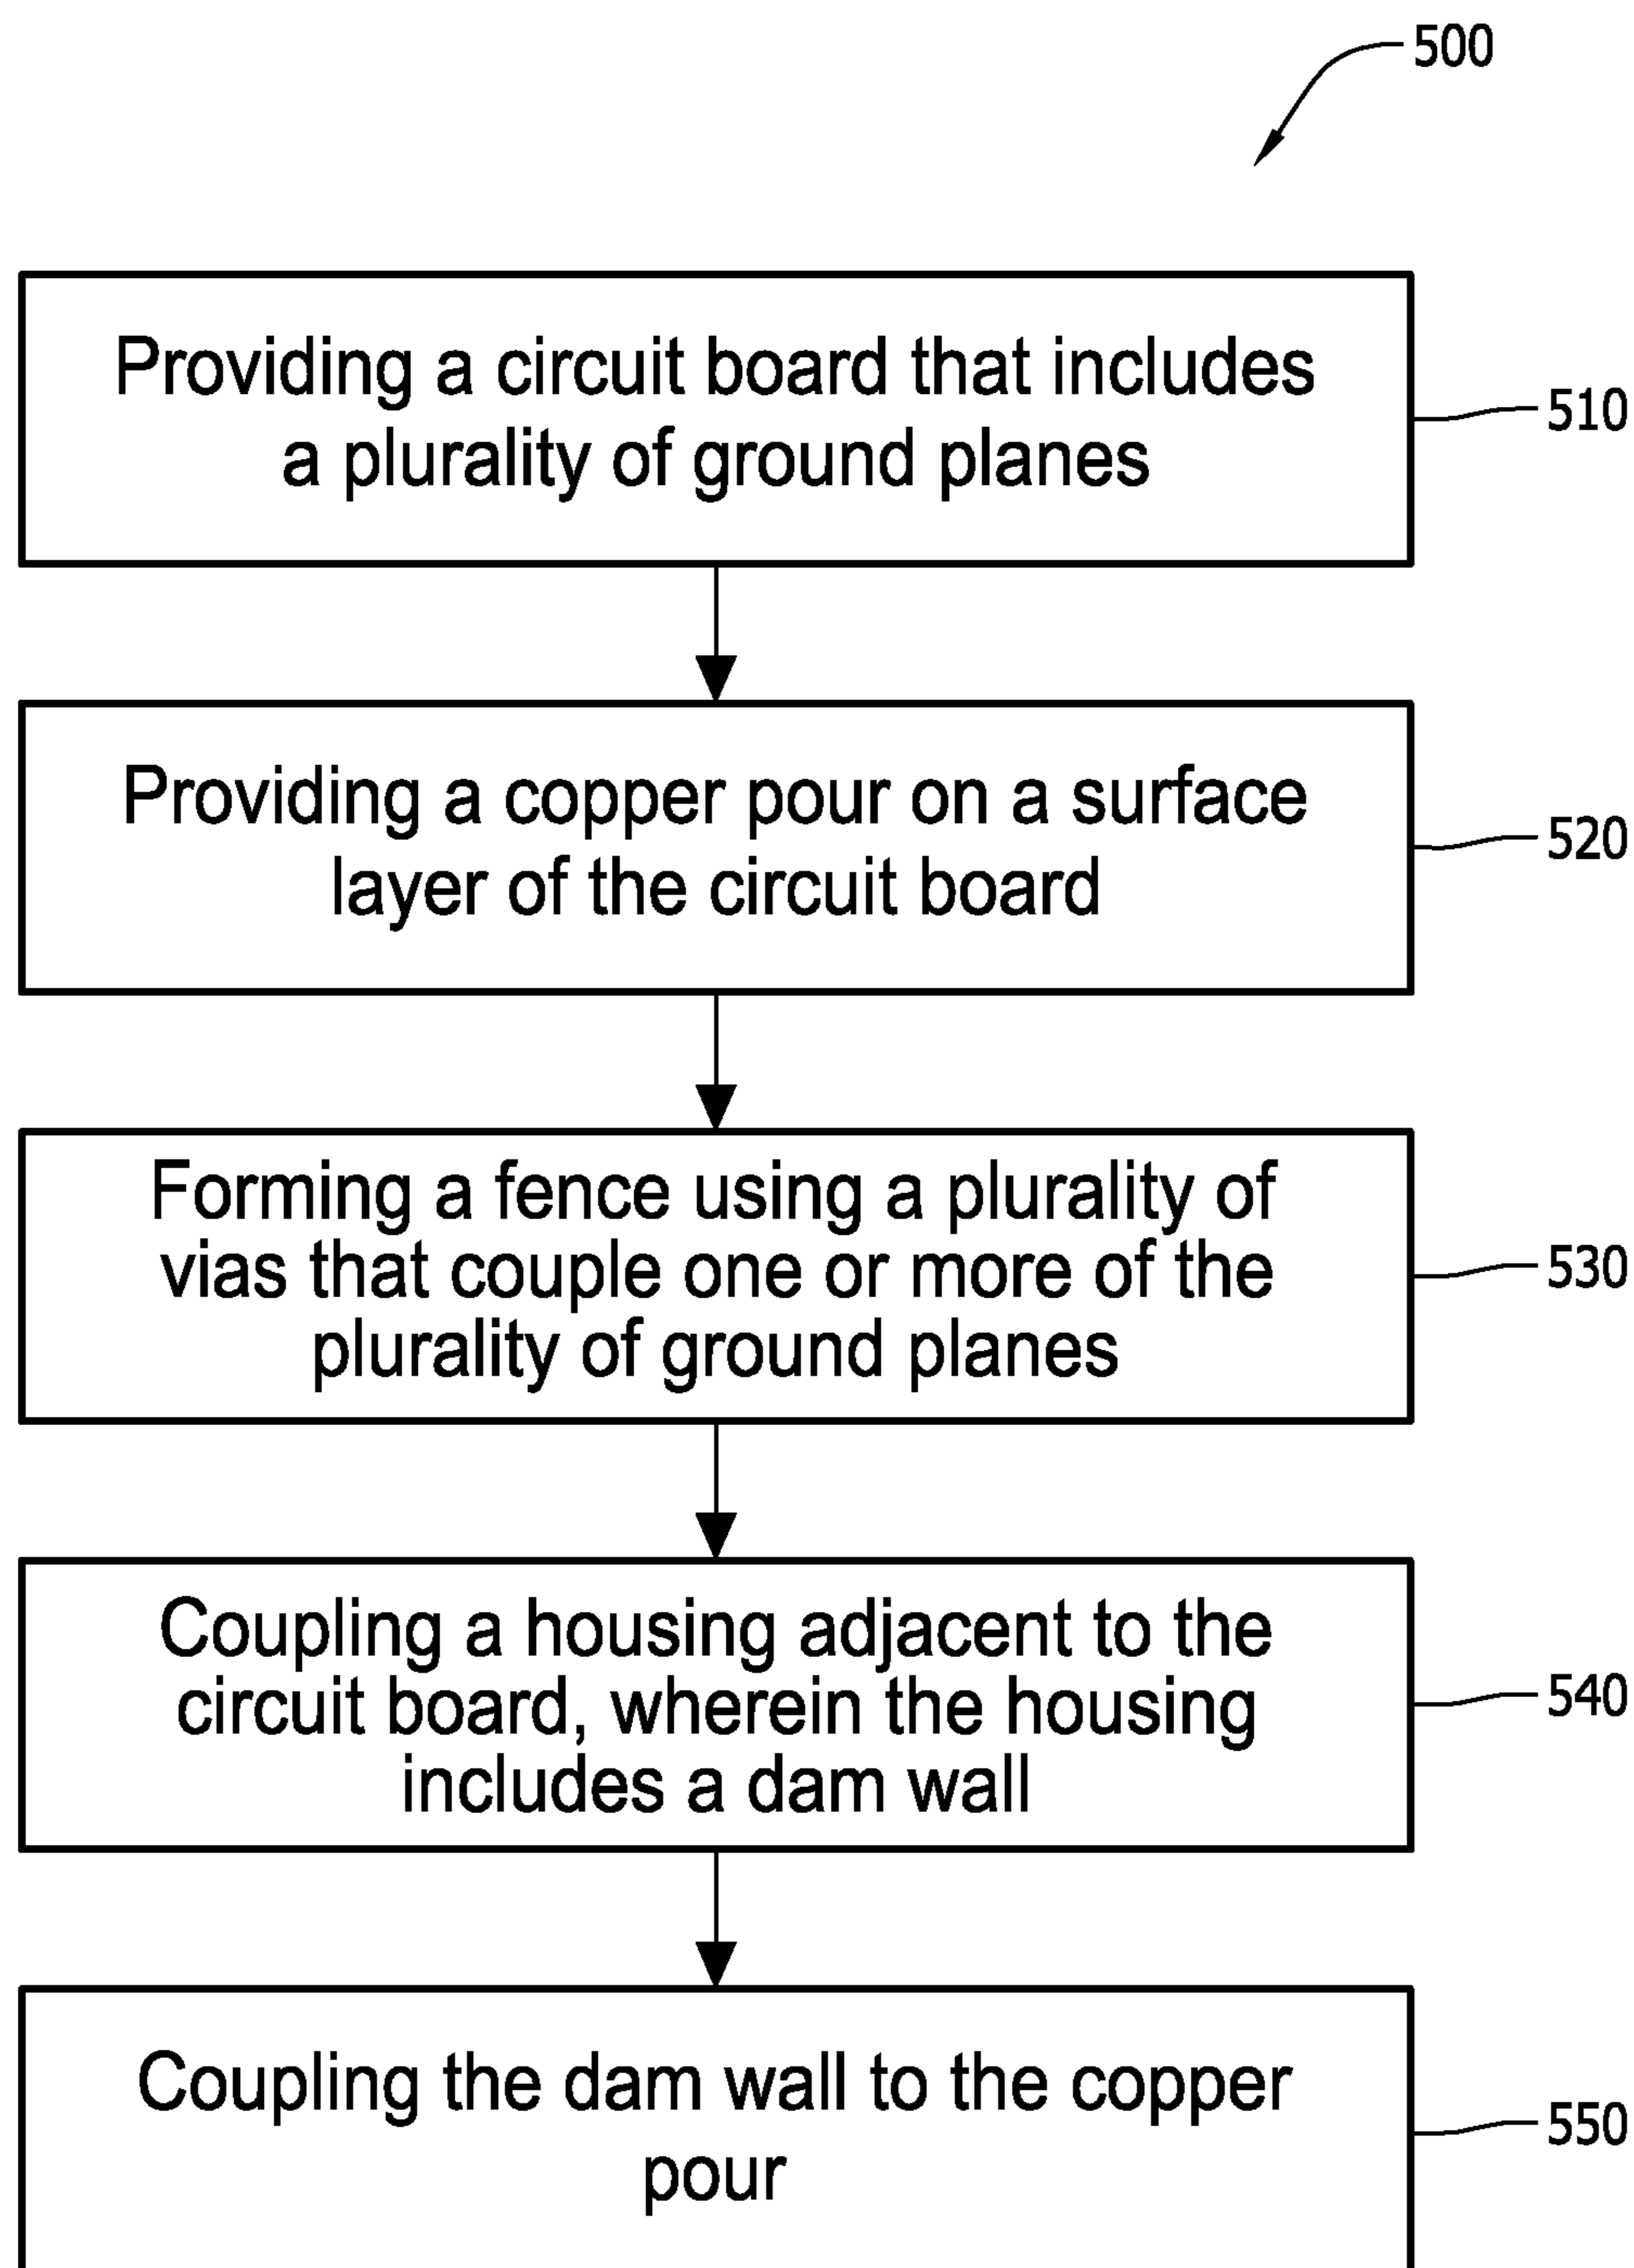 500
Providing a circuit board that includes
a plurality of ground planes
510
Providing a copper pour on a surface
layer of the circuit board
520
Forming a fence using a plurality of
vias that couple one or more of the
plurality of ground planes
530
Coupling a housing adjacent to the
circuit board, wherein the housing
includes a dam wall
540
Coupling the dam wall to the copper
pour
550